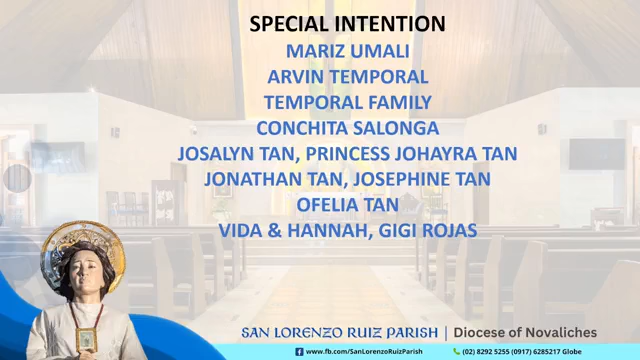 SPECIAL INTENTION
MARIZ UMALI
ARVIN TEMPORAL
TEMPORAL FAMILY
CONCHITA SALONGA
JOSALYN TAN, PRINCESS JOHAYRA TAN
JONATHAN TAN, JOSEPHINE TAN
OFELIA TAN
VIDA & HANNAH, GIGI ROJAS
SAN LORENZO RUIZ PARISH | Diocese of Novaliches
www.fb.com/SanLorenzoRuizParish (02) 8292 5255 (0917) 6285217 Globe